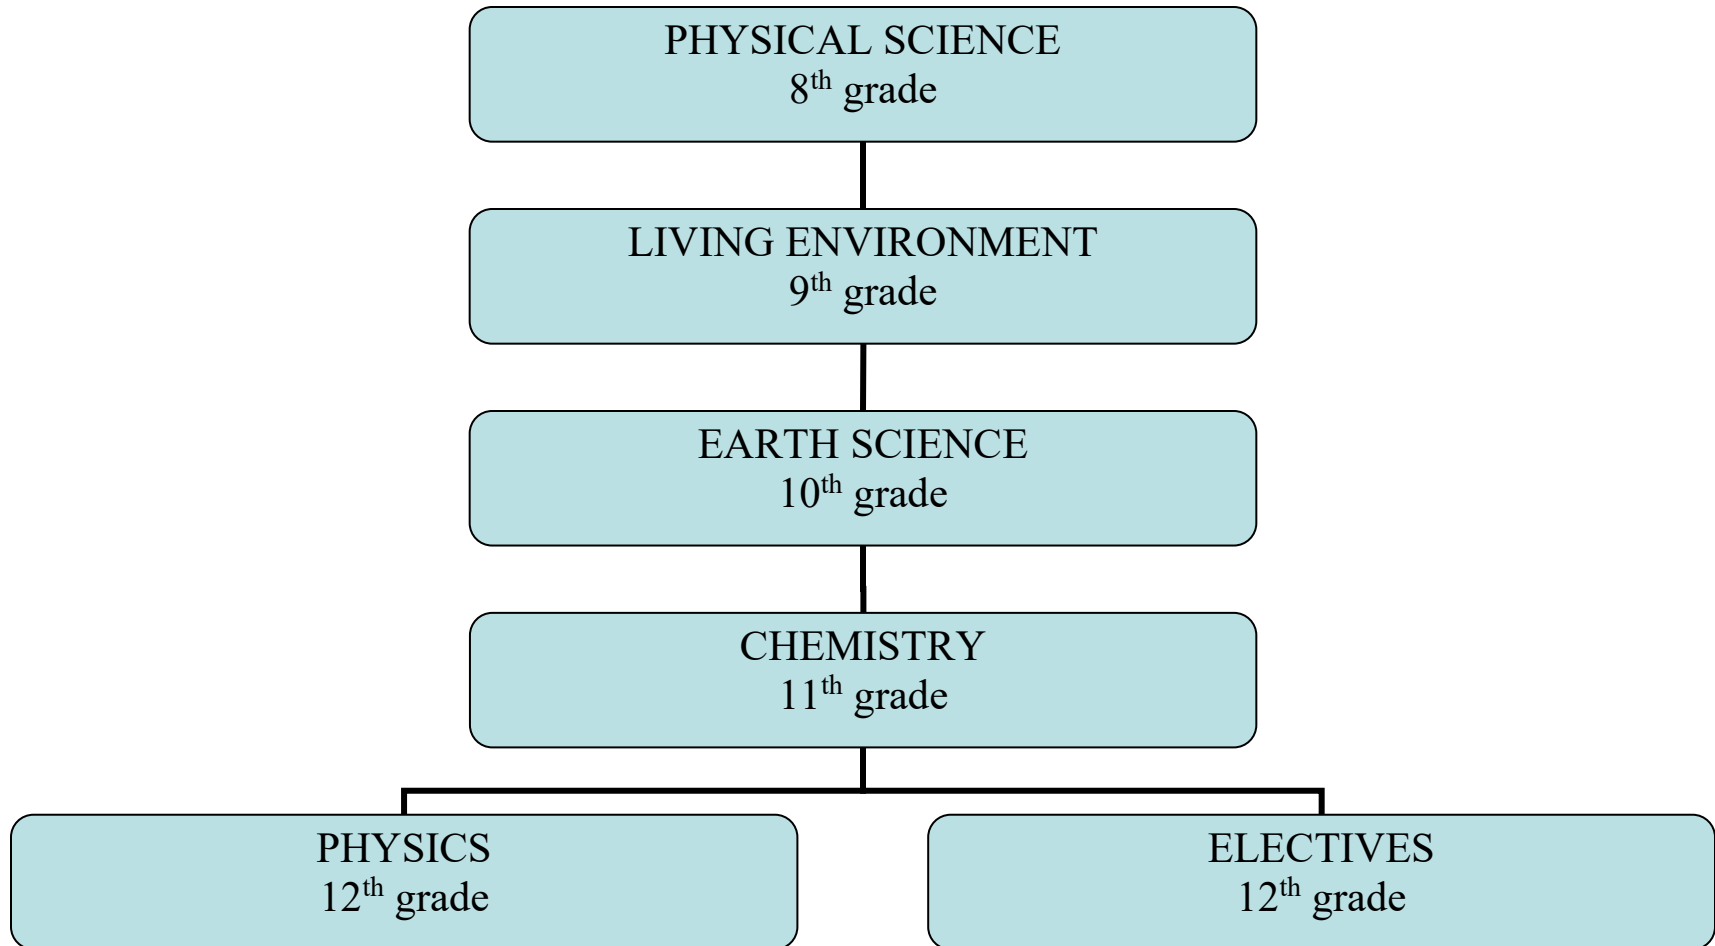 PHYSICAL SCIENCE
8th grade
LIVING ENVIRONMENT
9th grade
EARTH SCIENCE
10th grade
CHEMISTRY
11th grade
PHYSICS
12th grade
ELECTIVES
12th grade